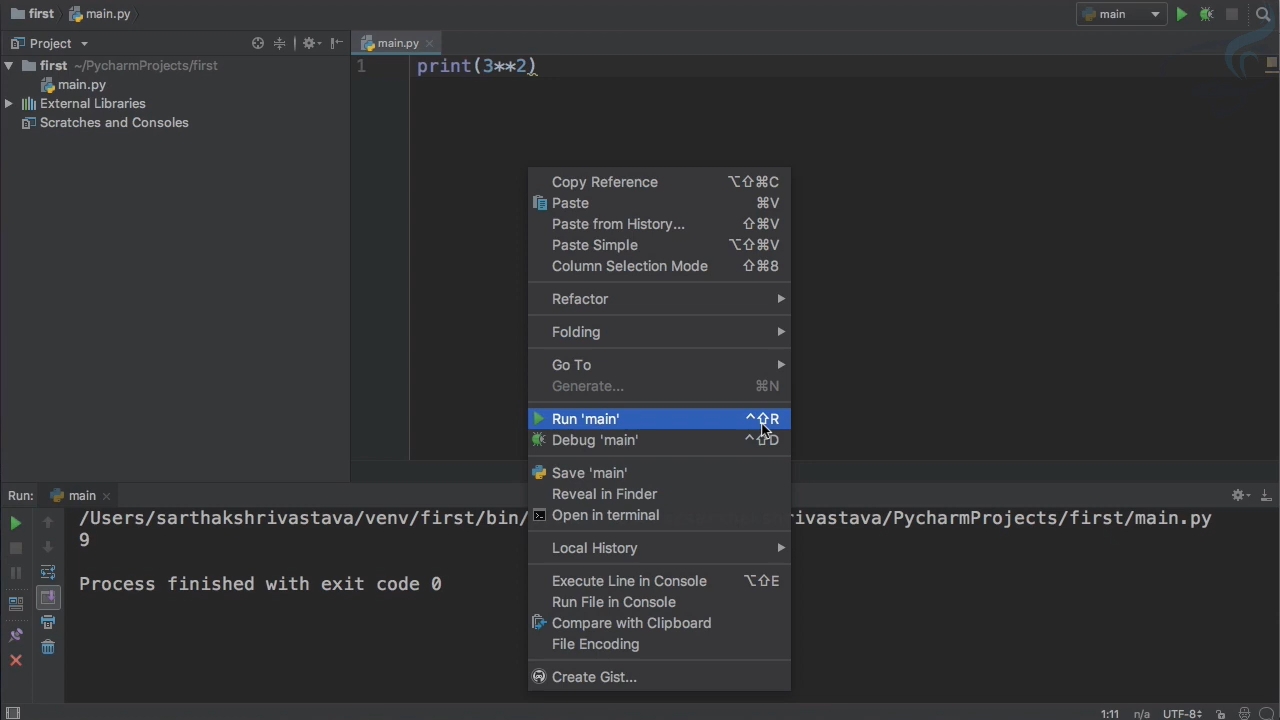 first main.py
main
Project
main.py
first ~/PycharmProjects/first
main.py
External Libraries
Scratches and Consoles
1 print(3**2)
Copy Reference ⌥⇧⌘C
Paste ⌘V
Paste from History... ⇧⌘V
Paste Simple ⌥⇧⌘V
Column Selection Mode ⇧⌘8
Refactor
Folding
Go To
Generate... ⌘N
Run 'main' ^⇧R
Debug 'main' ^⇧D
Save 'main'
Reveal in Finder
Open in terminal
Local History
Execute Line in Console ⌥⇧E
Run File in Console
Compare with Clipboard
File Encoding
Create Gist...
Run: main
/Users/sarthakshrivastava/venv/first/bin/ rivastava/PycharmProjects/first/main.py
9
Process finished with exit code 0
1:11 n/a UTF-8